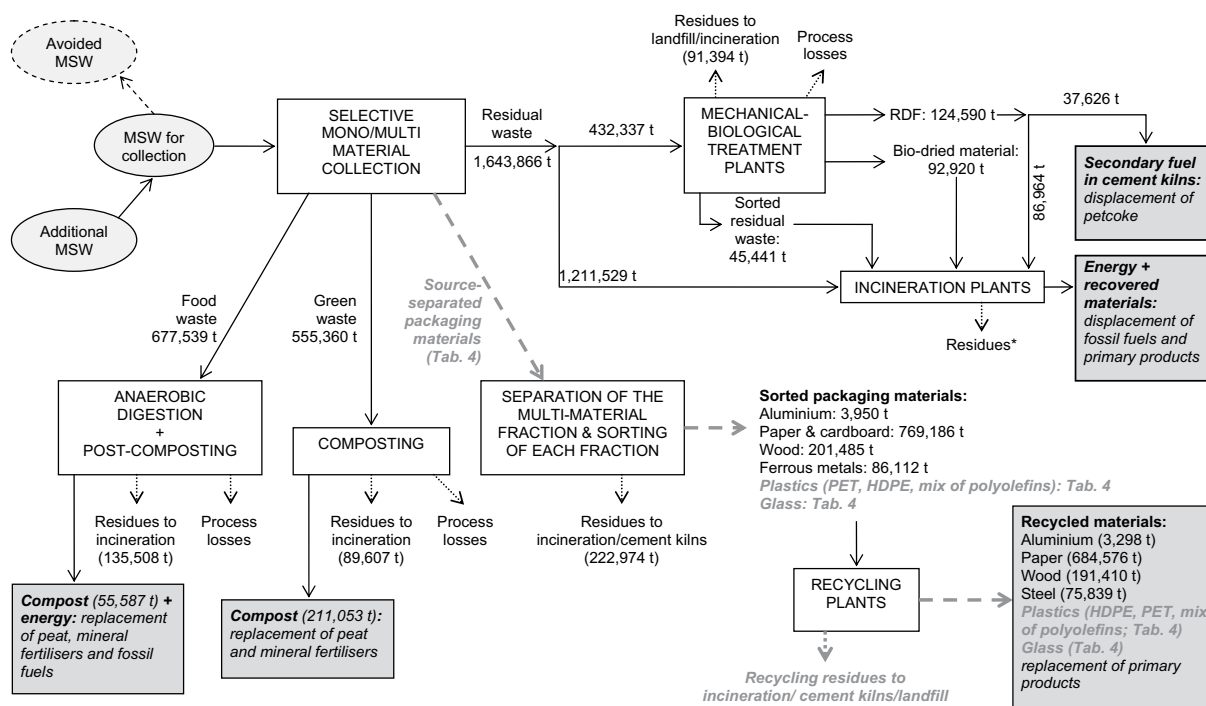 Avoided
MSW
MSW for
collection
Additional
MSW
SELECTIVE
MONO/MULTI
MATERIAL
COLLECTION
Residual
waste
1,643,866 t
432,337 t
1,211,529 t
Residues to
landfill/incineration
(91,394 t)
Process
losses
MECHANICAL-
BIOLOGICAL
TREATMENT
PLANTS
RDF: 124,590 t
37,626 t
Bio-dried material:
92,920 t
86,964 t
Sorted
residual
waste:
45,441 t
Secondary fuel
in cement kilns:
displacement of
petcoke
INCINERATION PLANTS
Residues*
Energy +
recovered
materials:
displacement of
fossil fuels and
primary products
Food
waste
677,539 t
Green
waste
555,360 t
Source-
separated
packaging
materials
(Tab. 4)
ANAEROBIC
DIGESTION
+
POST-COMPOSTING
COMPOSTING
SEPARATION OF THE
MULTI-MATERIAL
FRACTION & SORTING
OF EACH FRACTION
Residues to
incineration
(135,508 t)
Process
losses
Residues to
incineration
(89,607 t)
Process
losses
Residues to
incineration/cement kilns
(222,974 t)
Compost (55,587 t) +
energy: replacement
of peat, mineral
fertilisers and fossil
fuels
Compost (211,053 t):
replacement of peat
and mineral fertilisers
Sorted packaging materials:
Aluminium: 3,950 t
Paper & cardboard: 769,186 t
Wood: 201,485 t
Ferrous metals: 86,112 t
Plastics (PET, HDPE, mix of polyolefins): Tab. 4
Glass: Tab. 4
RECYCLING
PLANTS
Recycling residues to
incineration/ cement kilns/landfill
Recycled materials:
Aluminium (3,298 t)
Paper (684,576 t)
Wood (191,410 t)
Steel (75,839 t)
Plastics (HDPE, PET, mix
of polyolefins; Tab. 4)
Glass (Tab. 4)
replacement of primary
products